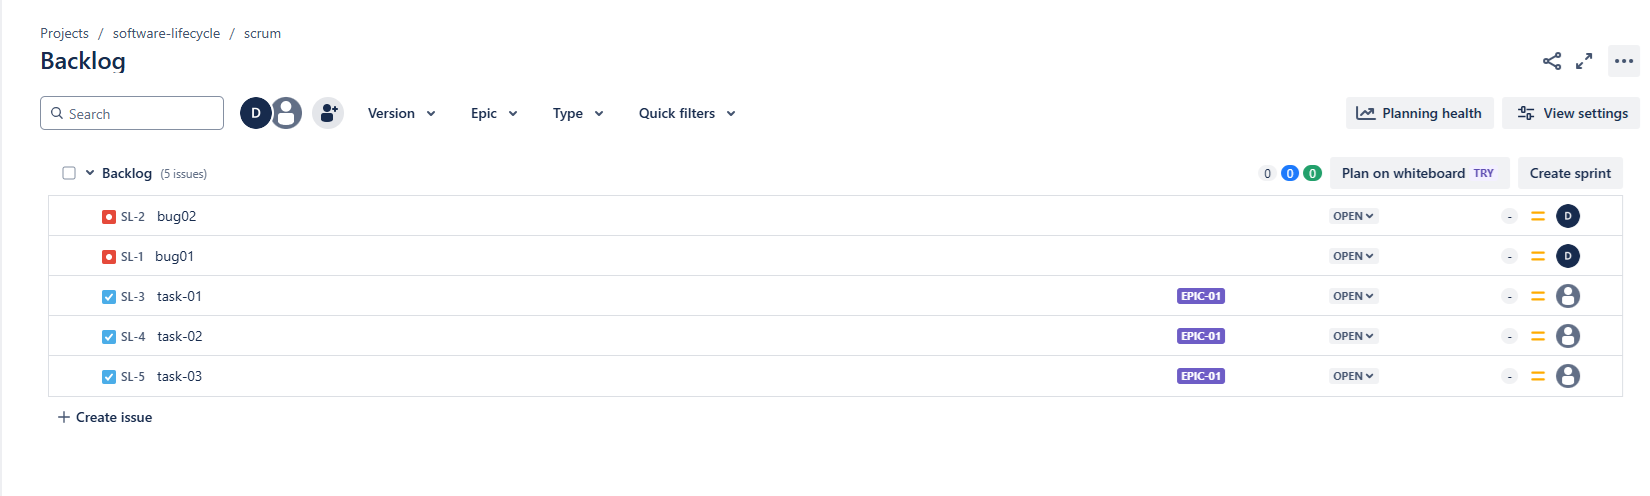 Projects / software-lifecycle / scrum
Backlog
Search D Version Epic Type Quick filters Planning health View settings
Backlog (5 issues) 0 0 0 Plan on whiteboard TRY Create sprint
SL-2 bug02 OPEN - D
SL-1 bug01 OPEN - D
SL-3 task-01 EPIC-01 OPEN -
SL-4 task-02 EPIC-01 OPEN -
SL-5 task-03 EPIC-01 OPEN -
+ Create issue